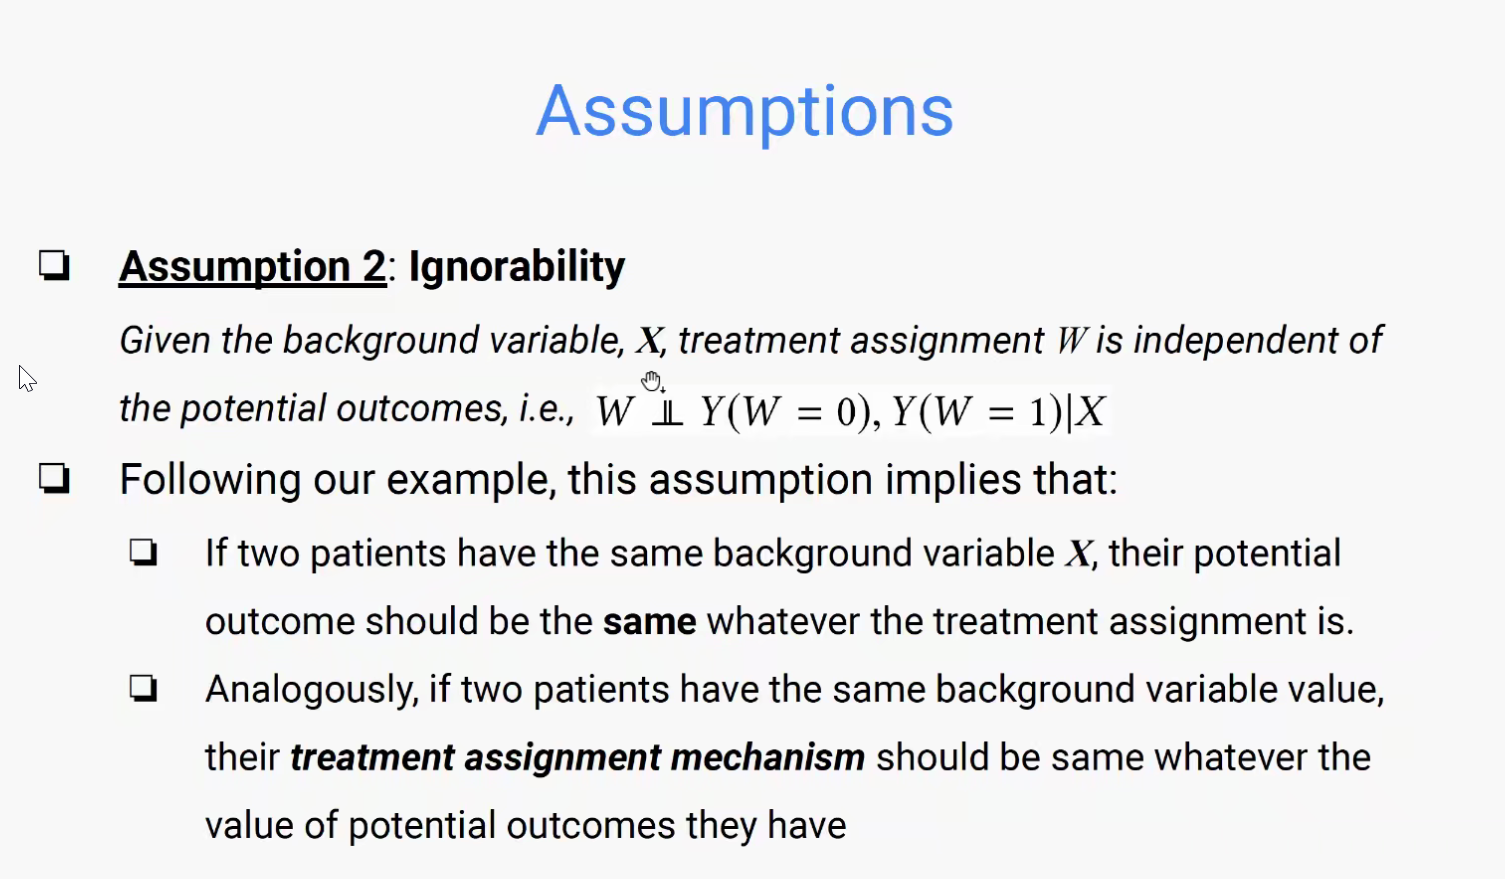 Assumptions
Assumption 2: Ignorability
Given the background variable, X, treatment assignment W is independent of
the potential outcomes, i.e., W ⫫ Y(W = 0), Y(W = 1)|X
Following our example, this assumption implies that:
If two patients have the same background variable X, their potential
outcome should be the same whatever the treatment assignment is.
Analogously, if two patients have the same background variable value,
their treatment assignment mechanism should be same whatever the
value of potential outcomes they have